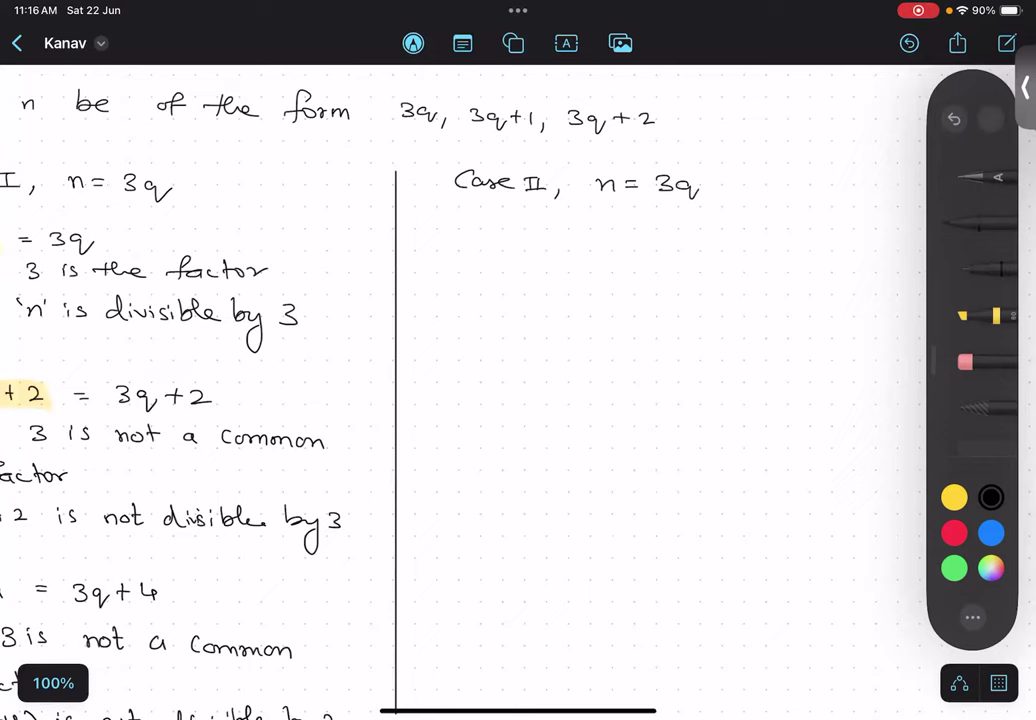 11:16 AM Sat 22 Jun
90%
Kanav
n be of the form 3q, 3q+1, 3q+2
I, n = 3q
= 3q
3 is the factor
'n' is divisible by 3
+ 2 = 3q+2
3 is not a common
factor
2 is not divisible by 3
= 3q+4
3 is not a common
Case II, n = 3q
100%